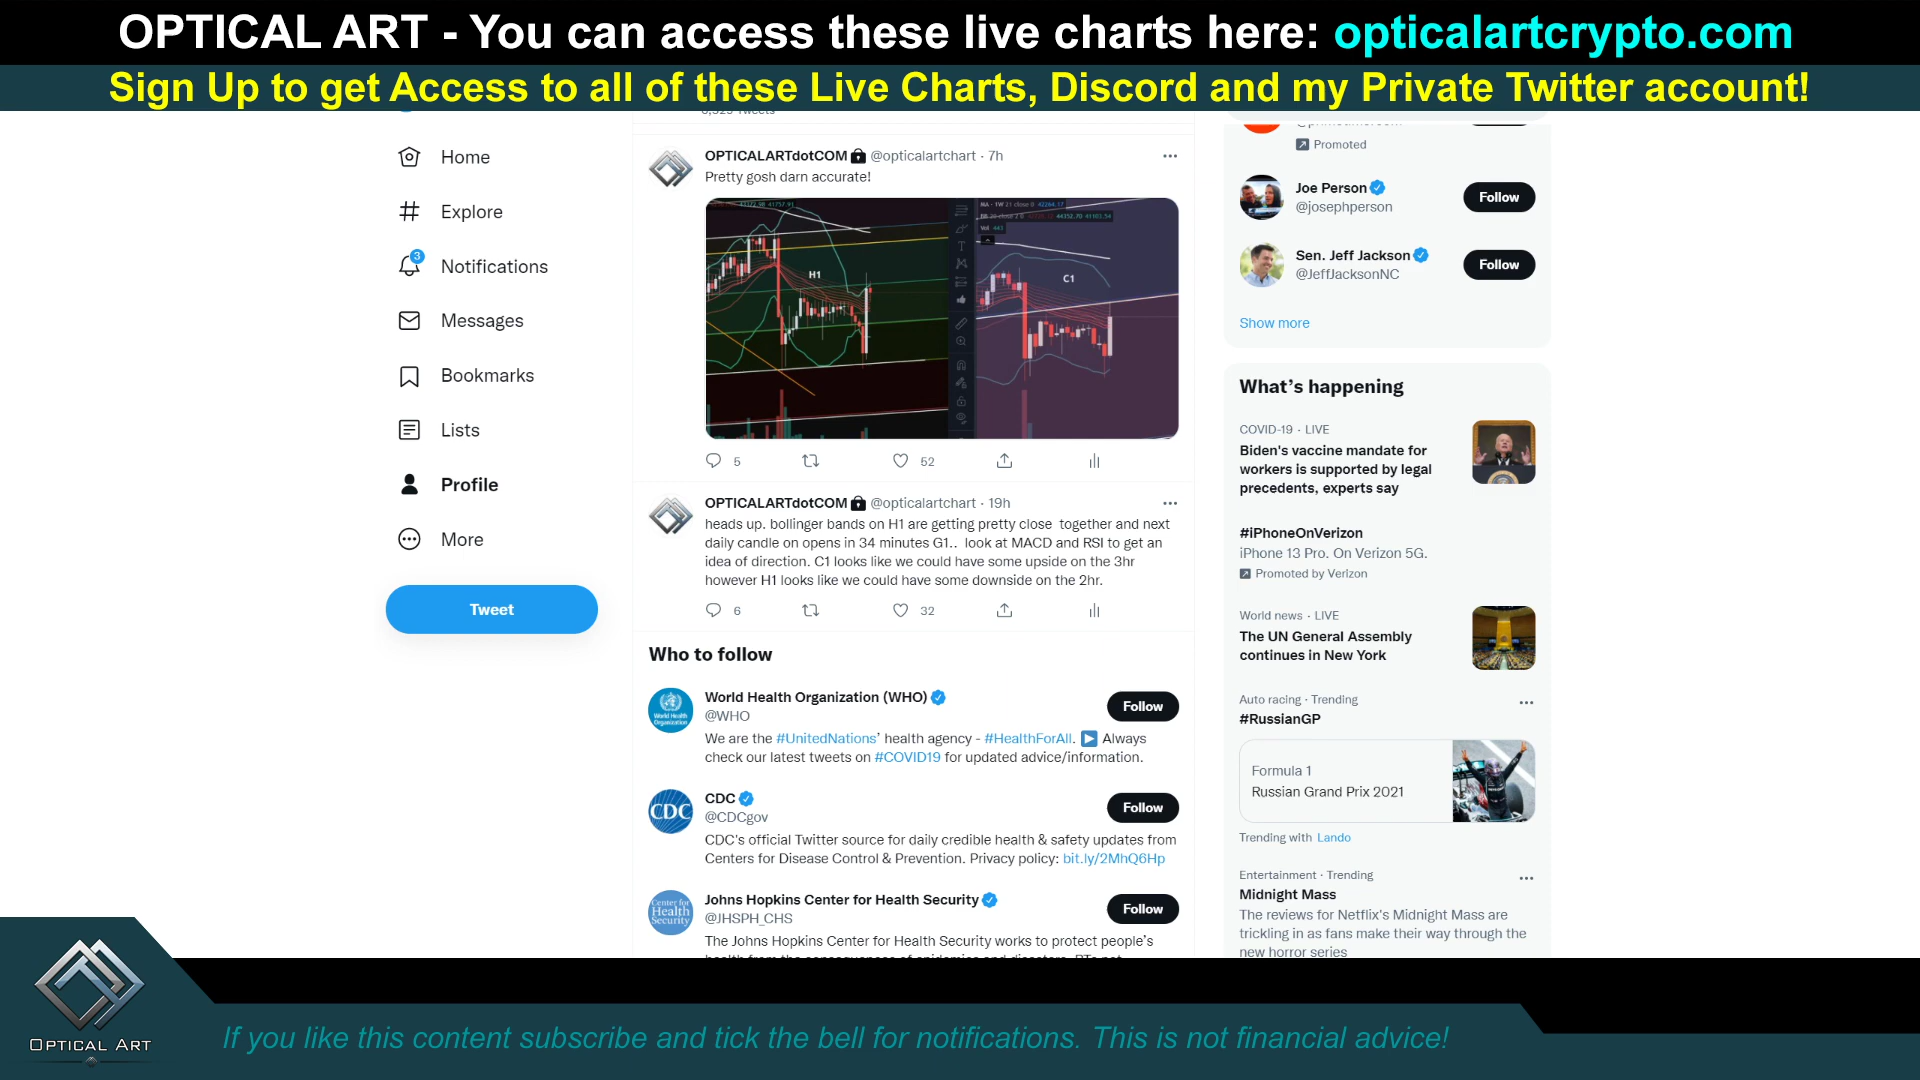 OPTICAL ART - You can access these live charts here: opticalartcrypto.com
Sign Up to get Access to all of these Live Charts, Discord and my Private Twitter account!
Home
Explore
3
Notifications
Messages
Bookmarks
Lists
Profile
More
Tweet
OPTICALARTdotCOM @opticalartchart · 7h
Pretty gosh darn accurate!
H1
C1
5
52
OPTICALARTdotCOM @opticalartchart · 19h
heads up. bollinger bands on H1 are getting pretty close together and next
daily candle on opens in 34 minutes G1.. look at MACD and RSI to get an
idea of direction. C1 looks like we could have some upside on the 3hr
however H1 looks like we could have some downside on the 2hr.
6
32
Who to follow
World Health Organization (WHO)
@WHO
Follow
We are the #UnitedNations' health agency - #HealthForAll. Always
check our latest tweets on #COVID19 for updated advice/information.
CDC
@CDCgov
Follow
CDC's official Twitter source for daily credible health & safety updates from
Centers for Disease Control & Prevention. Privacy policy: bit.ly/2MhQ6Hp
Center for
Health
Security
Johns Hopkins Center for Health Security
@JHSPH_CHS
Follow
The Johns Hopkins Center for Health Security works to protect people's
Promoted
Joe Person
@josephperson
Follow
Sen. Jeff Jackson
@JeffJacksonNC
Follow
Show more
What's happening
COVID-19 · LIVE
Biden's vaccine mandate for
workers is supported by legal
precedents, experts say
#iPhoneOnVerizon
iPhone 13 Pro. On Verizon 5G.
Promoted by Verizon
World news · LIVE
The UN General Assembly
continues in New York
Auto racing · Trending
#RussianGP
Formula 1
Russian Grand Prix 2021
Trending with Lando
Entertainment · Trending
Midnight Mass
The reviews for Netflix's Midnight Mass are
trickling in as fans make their way through the
new horror series
OPTICAL ART
If you like this content subscribe and tick the bell for notifications. This is not financial advice!